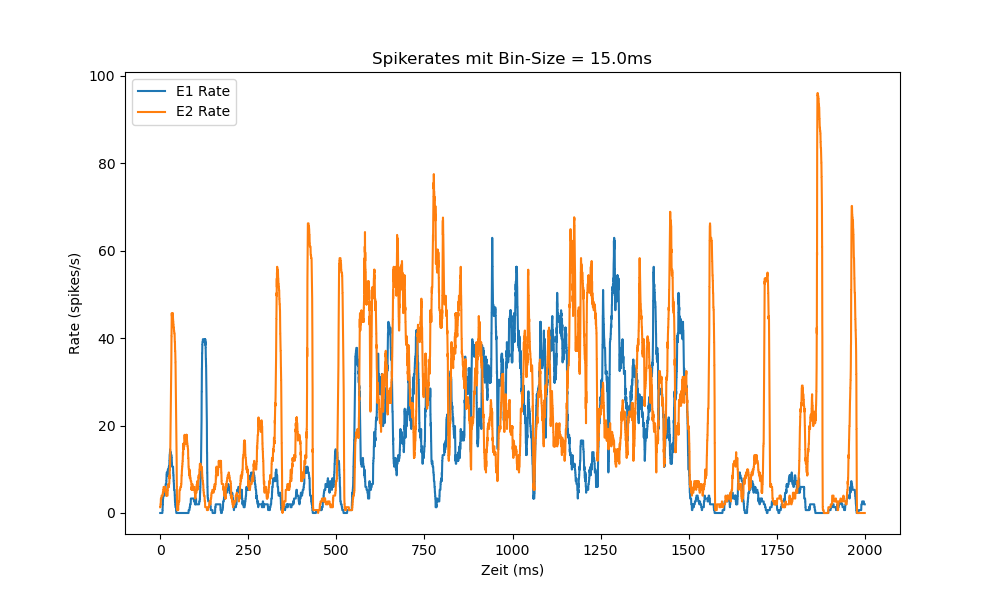 Spikerates mit Bin-Size = 15.0ms
E1 Rate
E2 Rate
100
80
60
40
20
0
Rate (spikes/s)
0 250 500 750 1000 1250 1500 1750 2000
Zeit (ms)